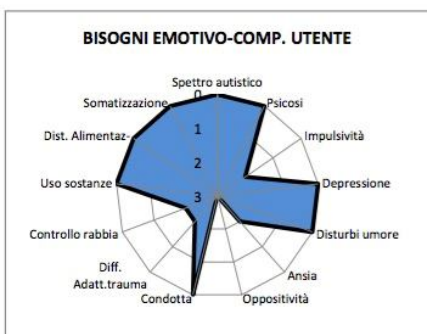 BISOGNI EMOTIVO-COMP. UTENTE
Spettro autistico
0
Somatizzazione
Psicosi
Dist. Alimentaz-
1
Impulsività
2
Uso sostanze
Depressione
3
Controllo rabbia
Disturbi umore
Diff.
Adatt.trauma
Ansia
Condotta
Oppositività